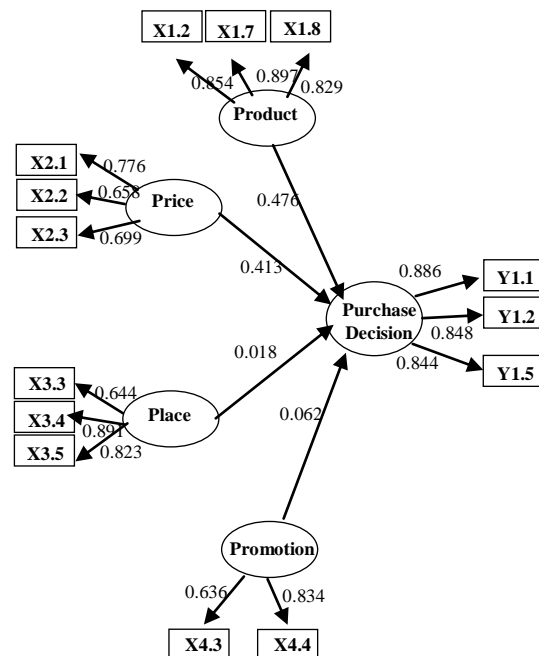 X1.2 X1.7 X1.8
0.854 0.897 0.829
Product
X2.1
0.776
X2.2
0.658
Price
X2.3
0.699
0.476
0.413
Purchase
Decision
0.886
Y1.1
0.848
Y1.2
0.844
Y1.5
0.018
X3.3
0.644
X3.4
0.891
Place
X3.5
0.823
0.062
Promotion
0.636 0.834
X4.3 X4.4